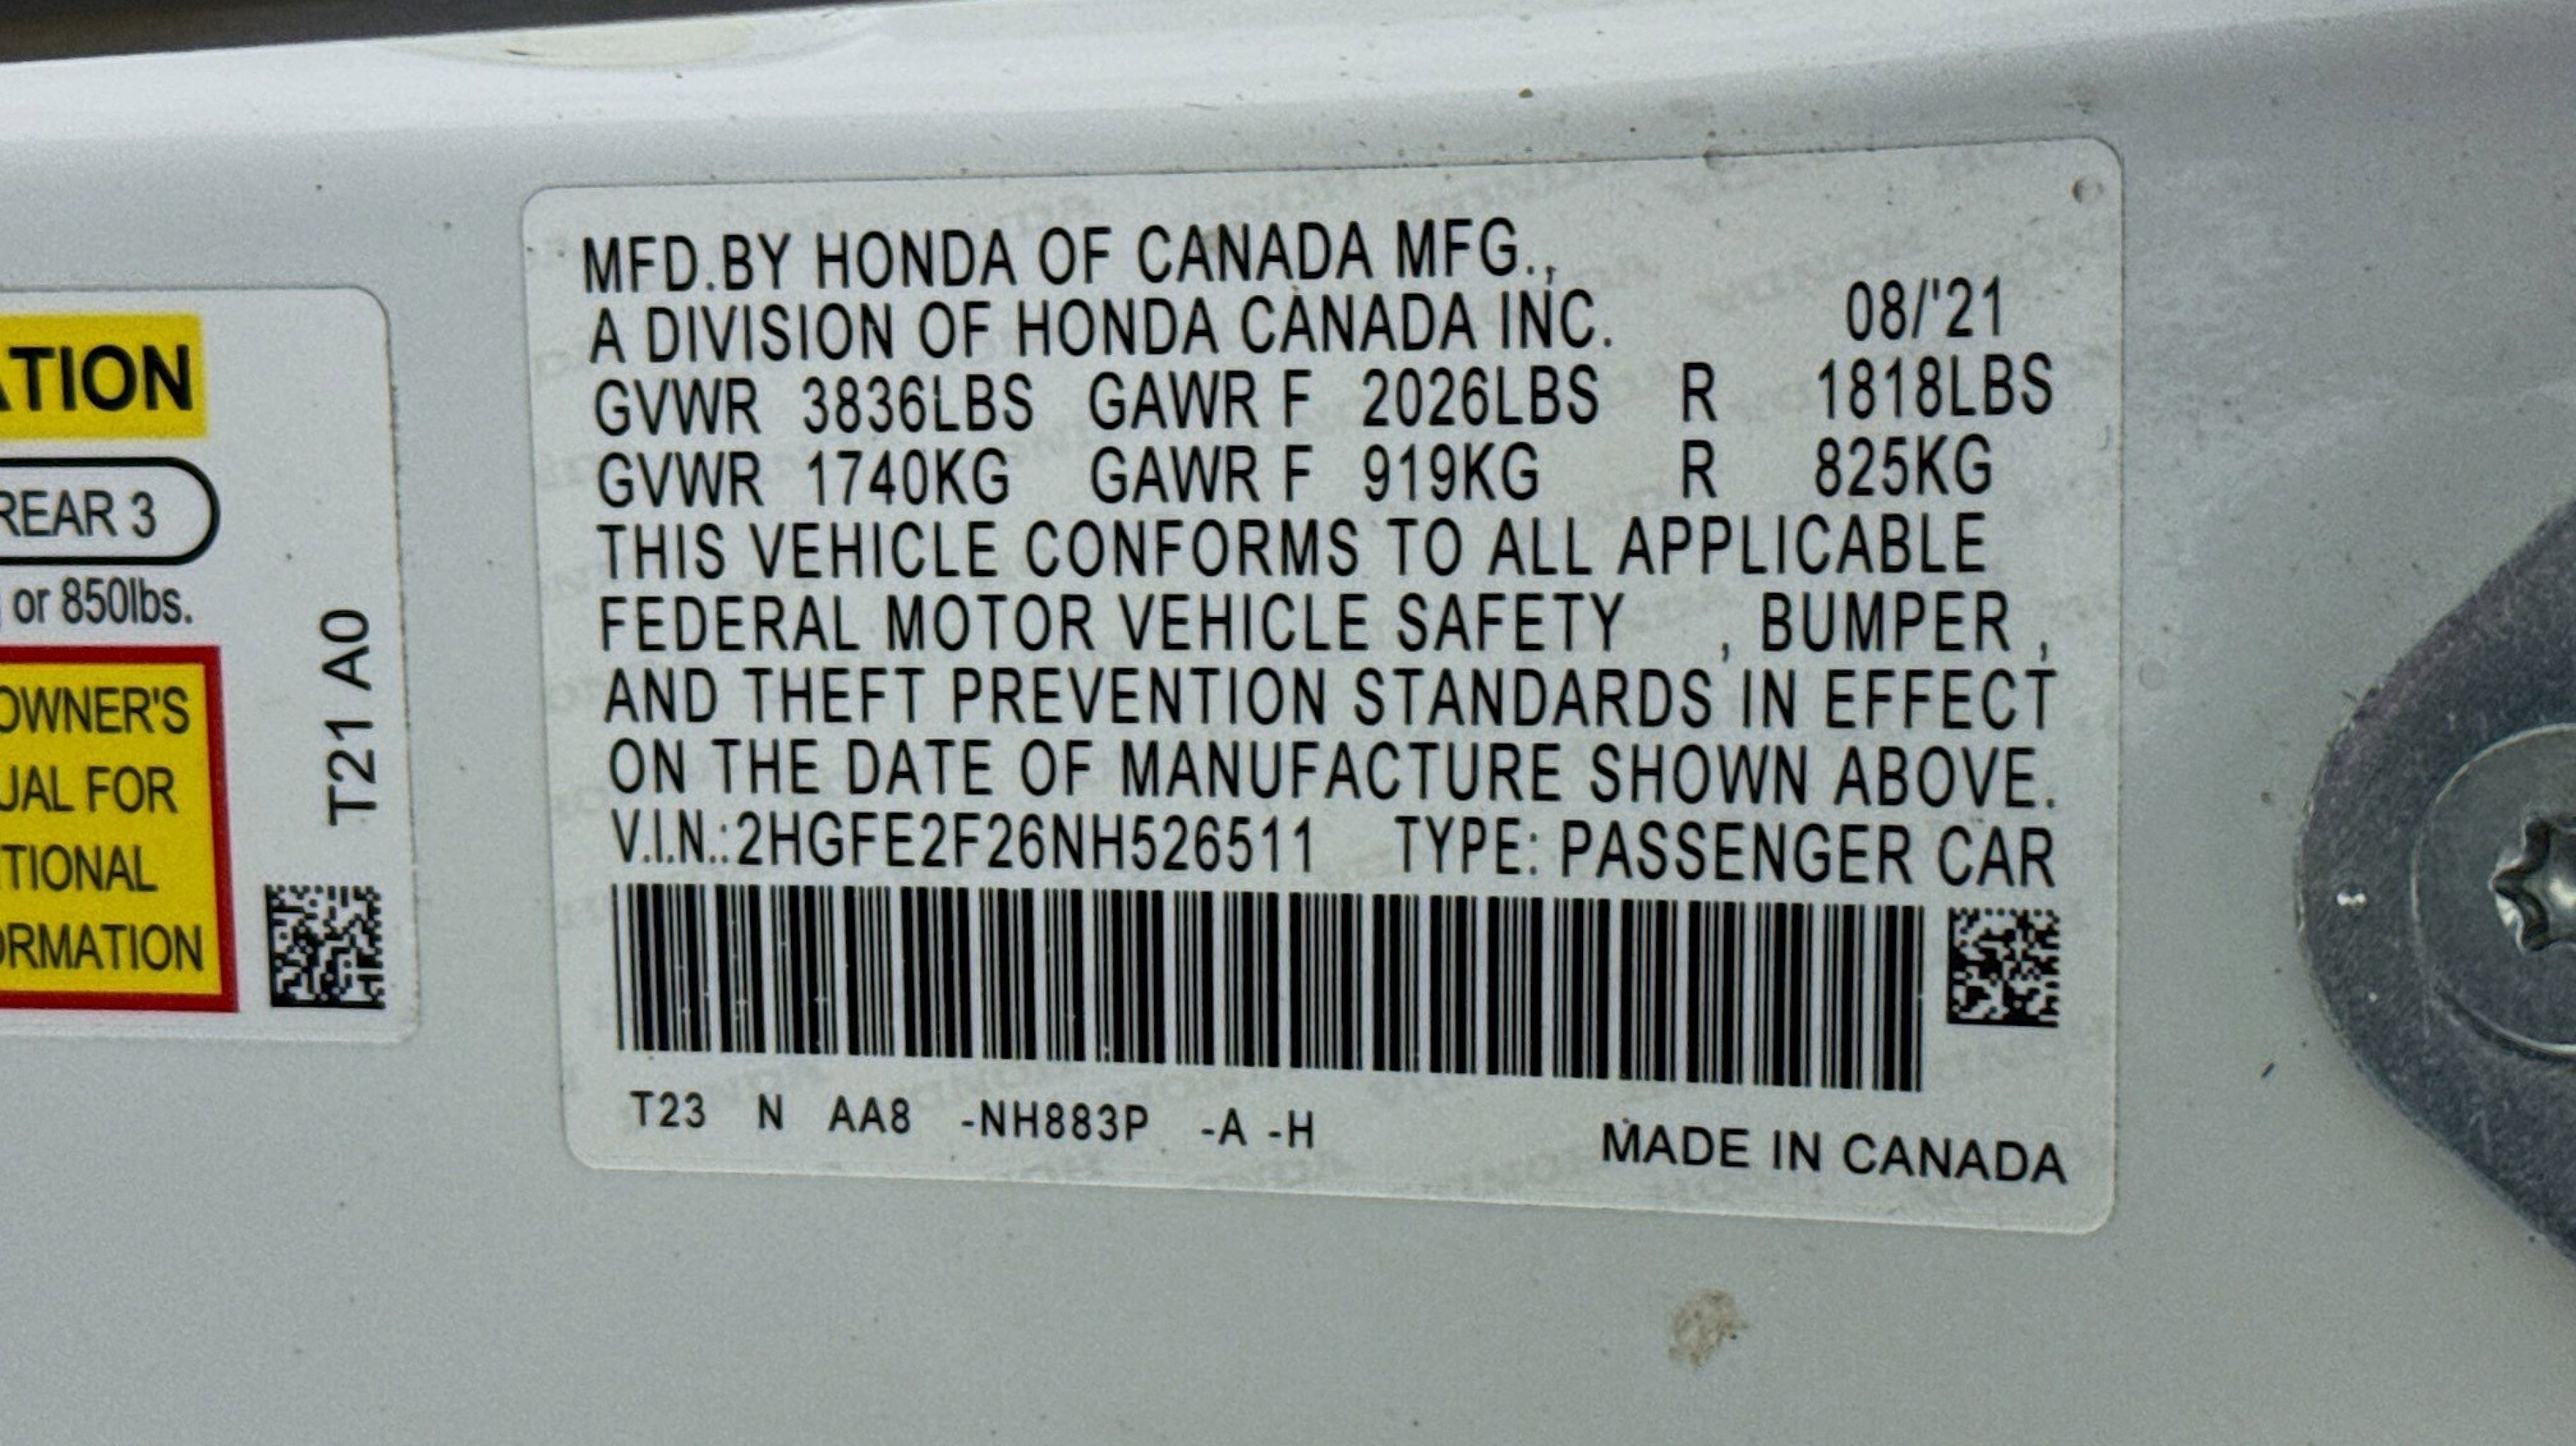 ATION
REAR 3
or 850lbs.
OWNER'S
UAL FOR
TIONAL
ORMATION
T21 A0
MFD.BY HONDA OF CANADA MFG.,
A DIVISION OF HONDA CANADA INC. 08/'21
GVWR 3836LBS GAWR F 2026LBS R 1818LBS
GVWR 1740KG GAWR F 919KG R 825KG
THIS VEHICLE CONFORMS TO ALL APPLICABLE
FEDERAL MOTOR VEHICLE SAFETY , BUMPER ,
AND THEFT PREVENTION STANDARDS IN EFFECT
ON THE DATE OF MANUFACTURE SHOWN ABOVE.
V.I.N.:2HGFE2F26NH526511 TYPE: PASSENGER CAR
T23 N AA8 -NH883P -A -H
MADE IN CANADA